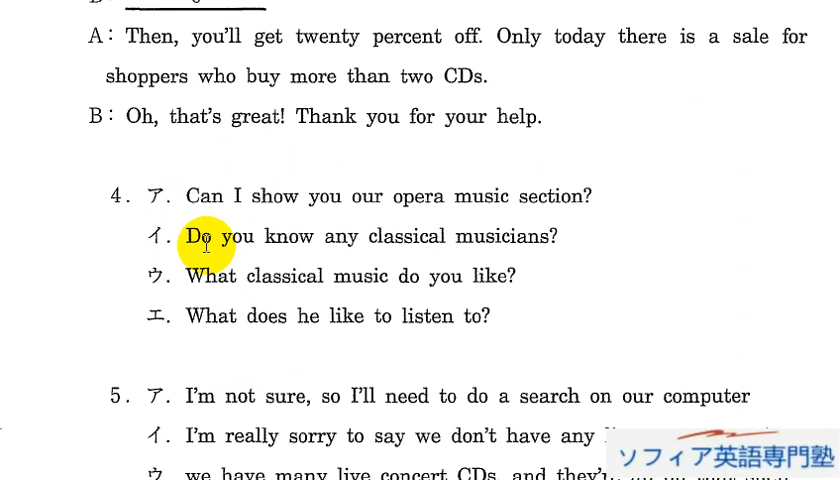 A : Then, you'll get twenty percent off. Only today there is a sale for
shoppers who buy more than two CDs.
B : Oh, that's great! Thank you for your help.
4. ア. Can I show you our opera music section?
イ. Do you know any classical musicians?
ウ. What classical music do you like?
エ. What does he like to listen to?
5. ア. I'm not sure, so I'll need to do a search on our computer
イ. I'm really sorry to say we don't have any
ウ we have many live concert CDs, and
ソフィア英語専門塾